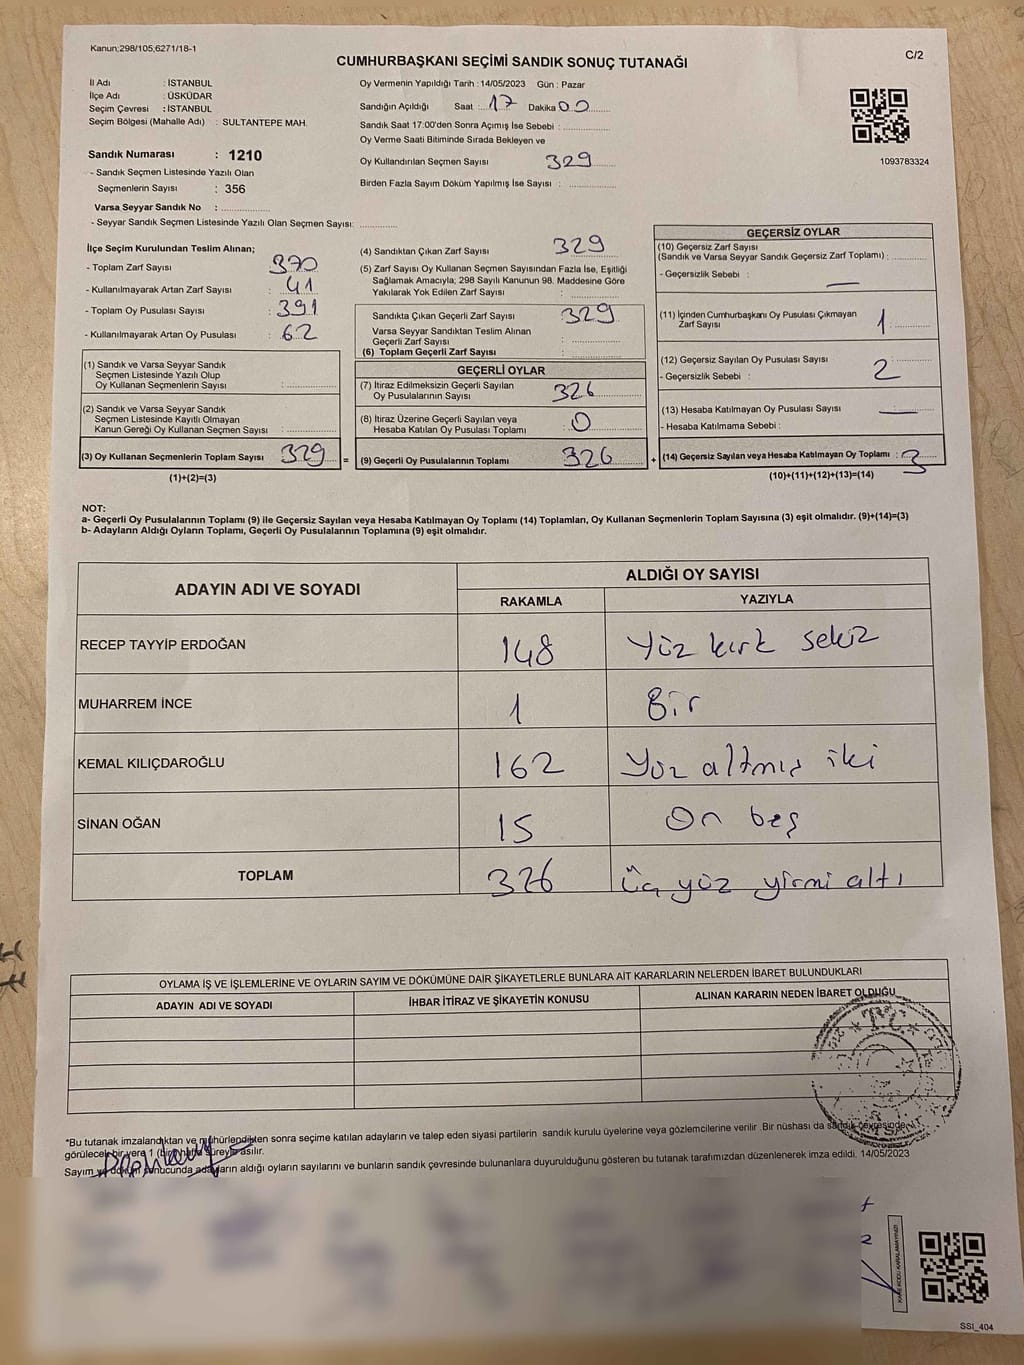 Kanun;298/105,6271/18-1
C/2
CUMHURBAŞKANI SEÇİMİ SANDIK SONUÇ TUTANAĞI
İl Adı : İSTANBUL
İlçe Adı : ÜSKÜDAR
Seçim Çevresi : İSTANBUL
Seçim Bölgesi (Mahalle Adı) : SULTANTEPE MAH.
Sandık Numarası : 1210
- Sandık Seçmen Listesinde Yazılı Olan
Seçmenlerin Sayısı : 356
Varsa Seyyar Sandık No :
- Seyyar Sandık Seçmen Listesinde Yazılı Olan Seçmen Sayısı:
Oy Vermenin Yapıldığı Tarih : 14/05/2023 Gün : Pazar
Sandığın Açıldığı Saat : 17 Dakika 00
Sandık Saat 17:00'den Sonra Açımış İse Sebebi :
Oy Verme Saati Bitiminde Sırada Bekleyen ve
Oy Kullandırılan Seçmen Sayısı 329
Birden Fazla Sayım Döküm Yapılmış İse Sayısı :
1093783324
İlçe Seçim Kurulundan Teslim Alınan;
- Toplam Zarf Sayısı : 370
- Kullanılmayarak Artan Zarf Sayısı : 41
- Toplam Oy Pusulası Sayısı : 391
- Kullanılmayarak Artan Oy Pusulası : 62
(1) Sandık ve Varsa Seyyar Sandık
Seçmen Listesinde Yazılı Olup
Oy Kullanan Seçmenlerin Sayısı :
(2) Sandık ve Varsa Seyyar Sandık
Seçmen Listesinde Kayıtlı Olmayan
Kanun Gereği Oy Kullanan Seçmen Sayısı :
(3) Oy Kullanan Seçmenlerin Toplam Sayısı 329 =
(1)+(2)=(3)
(4) Sandıktan Çıkan Zarf Sayısı 329
(5) Zarf Sayısı Oy Kullanan Seçmen Sayısından Fazla İse, Eşitliği
Sağlamak Amacıyla; 298 Sayılı Kanunun 98. Maddesine Göre
Yakılarak Yok Edilen Zarf Sayısı :
Sandıkta Çıkan Geçerli Zarf Sayısı : 329
Varsa Seyyar Sandıktan Teslim Alınan
Geçerli Zarf Sayısı :
(6) Toplam Geçerli Zarf Sayısı :
GEÇERLİ OYLAR
(7) İtiraz Edilmeksizin Geçerli Sayılan
Oy Pusulalarının Sayısı : 326
(8) İtiraz Üzerine Geçerli Sayılan veya
Hesaba Katılan Oy Pusulası Toplamı : 0
(9) Geçerli Oy Pusulalarının Toplamı 326 +
GEÇERSİZ OYLAR
(10) Geçersiz Zarf Sayısı
(Sandık ve Varsa Seyyar Sandık Geçersiz Zarf Toplamı) :
- Geçersizlik Sebebi : —
(11) İçinden Cumhurbaşkanı Oy Pusulası Çıkmayan
Zarf Sayısı : 1
(12) Geçersiz Sayılan Oy Pusulası Sayısı :
- Geçersizlik Sebebi : 2
(13) Hesaba Katılmayan Oy Pusulası Sayısı : —
- Hesaba Katılmama Sebebi :
(14) Geçersiz Sayılan veya Hesaba Katılmayan Oy Toplamı : 3
(10)+(11)+(12)+(13)=(14)
NOT:
a- Geçerli Oy Pusulalarının Toplamı (9) ile Geçersiz Sayılan veya Hesaba Katılmayan Oy Toplamı (14) Toplamları, Oy Kullanan Seçmenlerin Toplam Sayısına (3) eşit olmalıdır. (9)+(14)=(3)
b- Adayların Aldığı Oyların Toplamı, Geçerli Oy Pusulalarının Toplamına (9) eşit olmalıdır.
ADAYIN ADI VE SOYADI
ALDIĞI OY SAYISI
RAKAMLA YAZIYLA
RECEP TAYYİP ERDOĞAN 148 Yüz kırk sekiz
MUHARREM İNCE 1 Bir
KEMAL KILIÇDAROĞLU 162 Yüz altmış iki
SİNAN OĞAN 15 On beş
TOPLAM 326 üç yüz yirmi altı
OYLAMA İŞ VE İŞLEMLERİNE VE OYLARIN SAYIM VE DÖKÜMÜNE DAİR ŞİKAYETLERLE BUNLARA AİT KARARLARIN NELERDEN İBARET BULUNDUKLARI
ADAYIN ADI VE SOYADI İHBAR İTİRAZ VE ŞİKAYETİN KONUSU ALINAN KARARIN NEDEN İBARET OLDUĞU
T.C.
*Bu tutanak imzalandıktan ve mühürlendikten sonra seçime katılan adayların ve talep eden siyasi partilerin sandık kurulu üyelerine veya gözlemcilerine verilir .Bir nüshası da sandık çevresinde
görülecek bir yere 1 (bir) hafta süreyle asılır.
Sayım ve döküm sonucunda adayların aldığı oyların sayılarını ve bunların sandık çevresinde bulunanlara duyurulduğunu gösteren bu tutanak tarafımızdan düzenlenerek imza edildi. 14/05/2023
KARE KODU KARALAMAYINIZ!
SSI_404